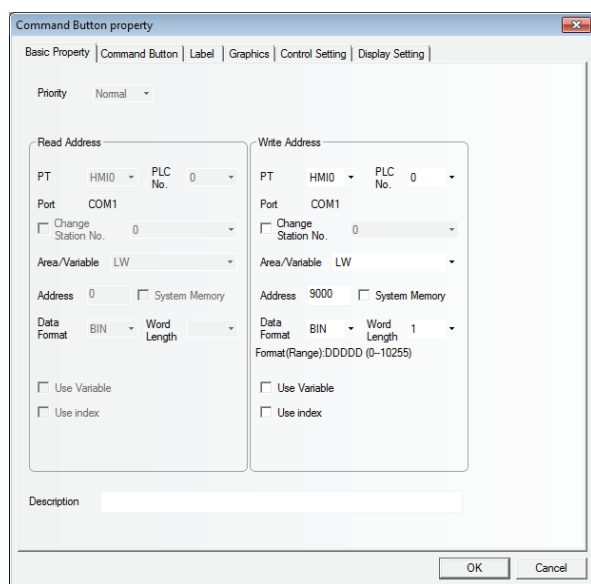 Command Button property
Basic Property Command Button Label Graphics Control Setting Display Setting
Priority Normal
Read Address
PT HMI0 PLC No. 0
Port COM1
Change Station No. 0
Area/Variable LW
Address 0 System Memory
Data Format BIN Word Length
Use Variable
Use index
Write Address
PT HMI0 PLC No. 0
Port COM1
Change Station No. 0
Area/Variable LW
Address 9000 System Memory
Data Format BIN Word Length 1
Format(Range):DDDDD (0--10255)
Use Variable
Use index
Description
OK Cancel